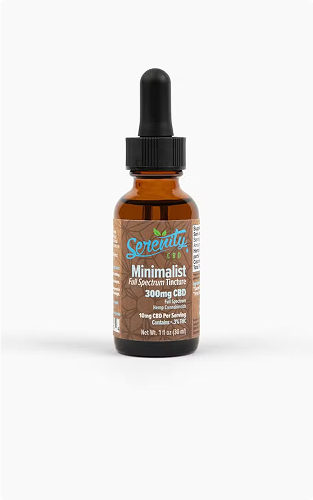 Serenity
CBD
Minimalist
Full Spectrum Tincture
300mg CBD
Full Spectrum
Hemp Cannabinoids
10mg CBD Per Serving
Contains <.3% THC
Net Wt. 1 fl oz (30 ml)